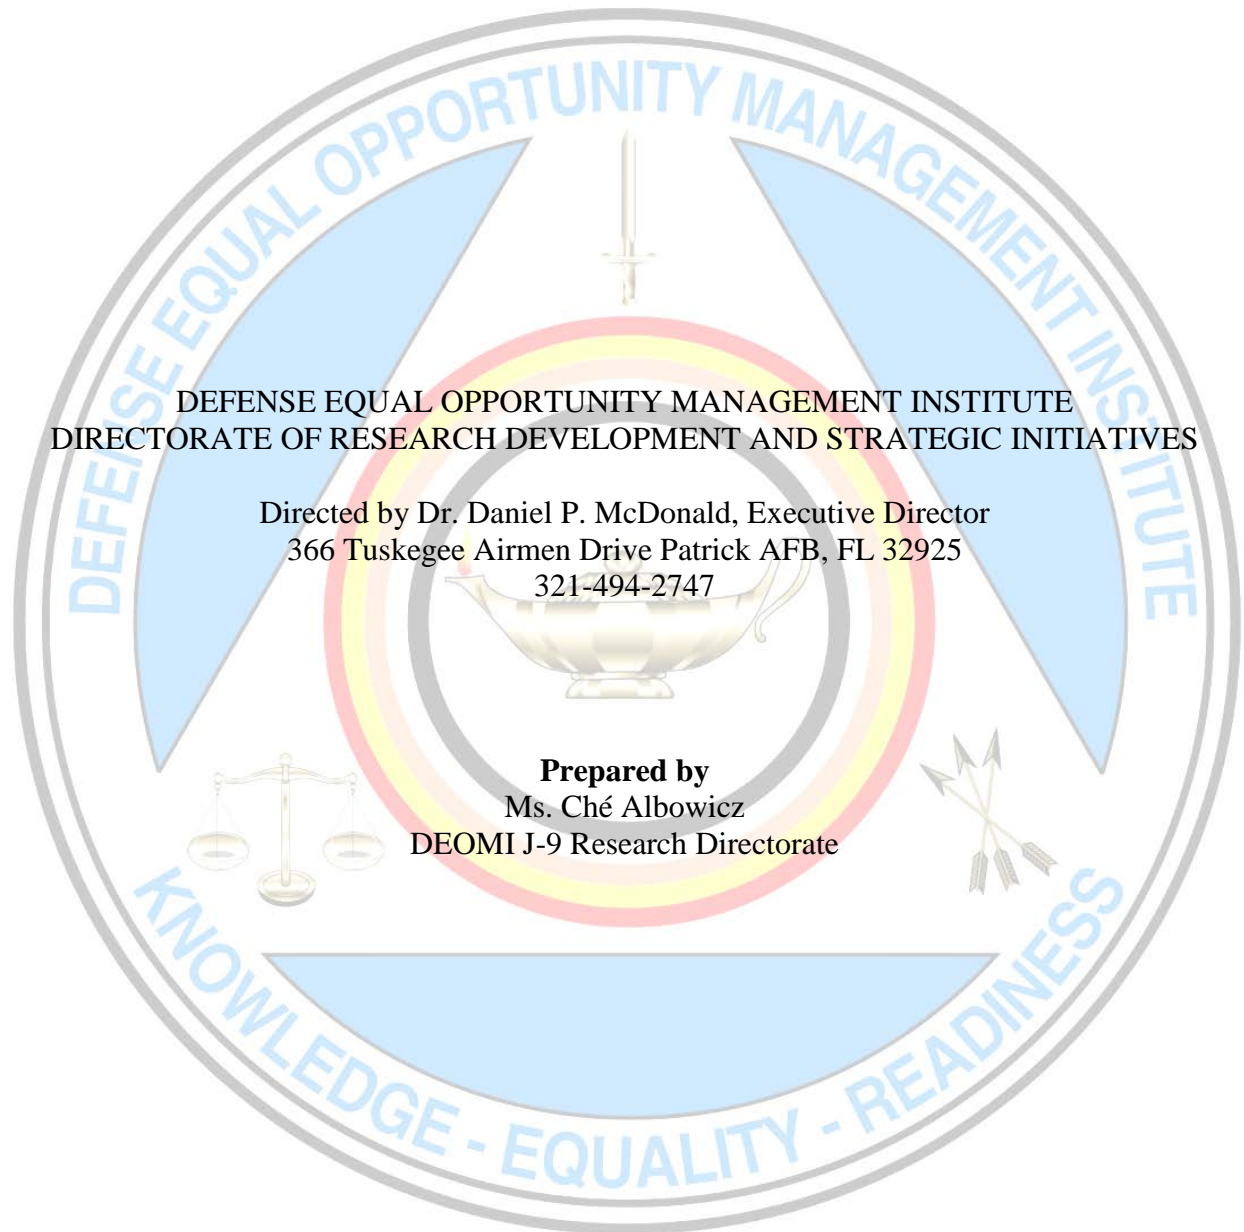 DEFENSE EQUAL OPPORTUNITY MANAGEMENT INSTITUTE
DEFENSE EQUAL OPPORTUNITY MANAGEMENT INSTITUTE
DIRECTORATE OF RESEARCH DEVELOPMENT AND STRATEGIC INITIATIVES
Directed by Dr. Daniel P. McDonald, Executive Director
366 Tuskegee Airmen Drive Patrick AFB, FL 32925
321-494-2747
Prepared by
Ms. Ché Albowicz
DEOMI J-9 Research Directorate
KNOWLEDGE - EQUALITY - READINESS